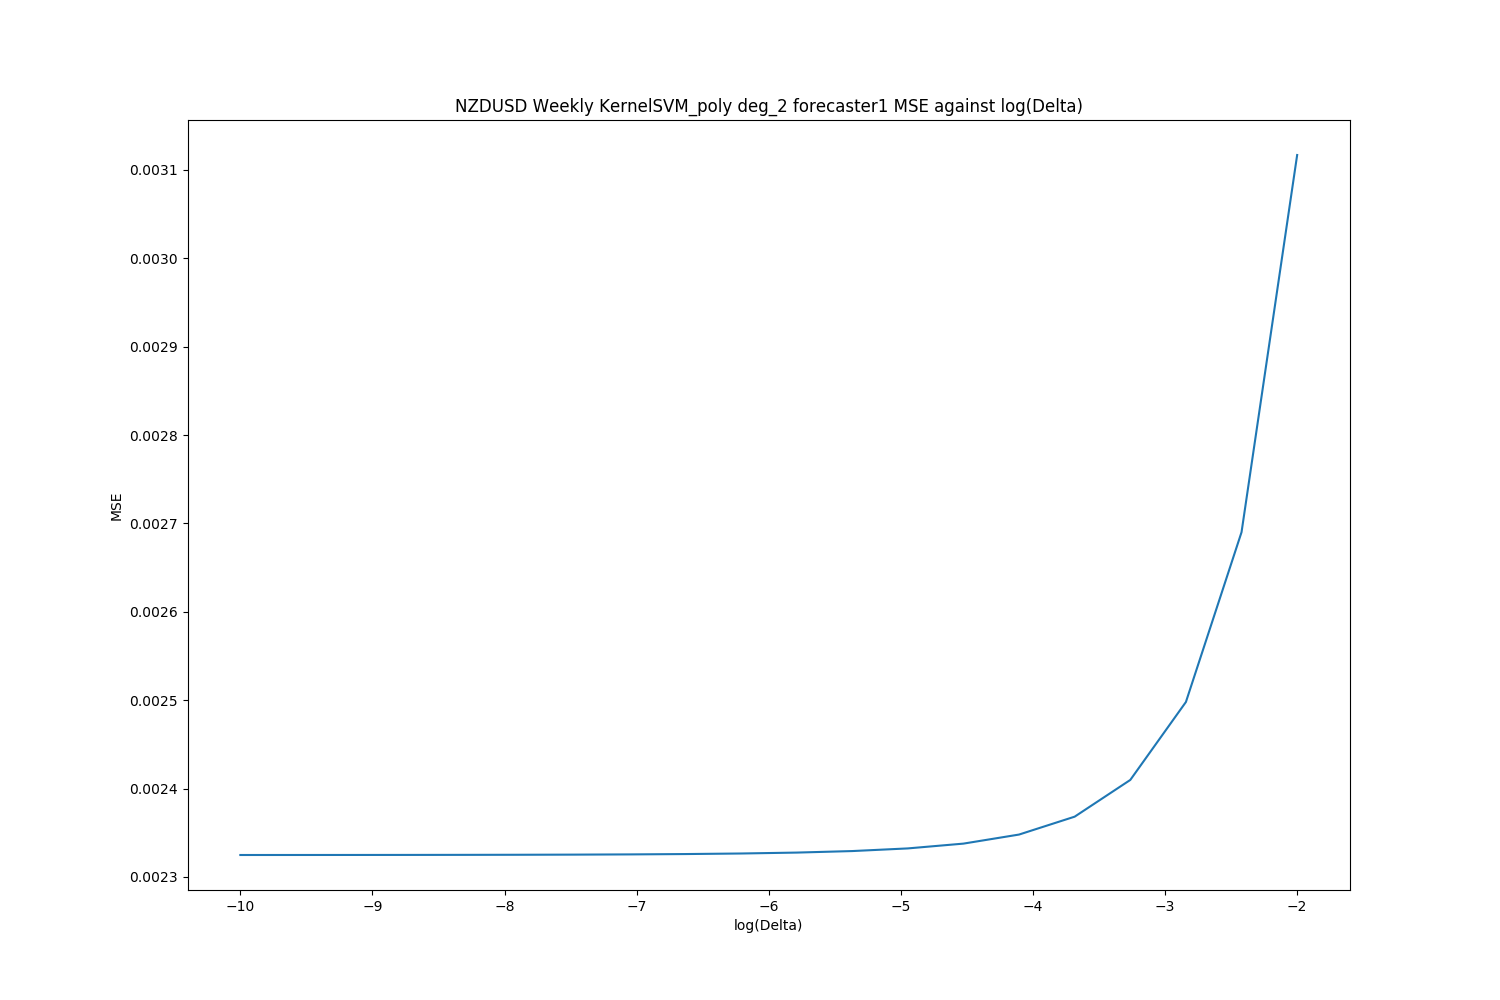 NZDUSD Weekly KernelSVM_poly deg_2 forecaster1 MSE against log(Delta)
0.0031
0.0030
0.0029
0.0028
MSE
0.0027
0.0026
0.0025
0.0024
0.0023
−10 −9 −8 −7 −6 −5 −4 −3 −2
log(Delta)